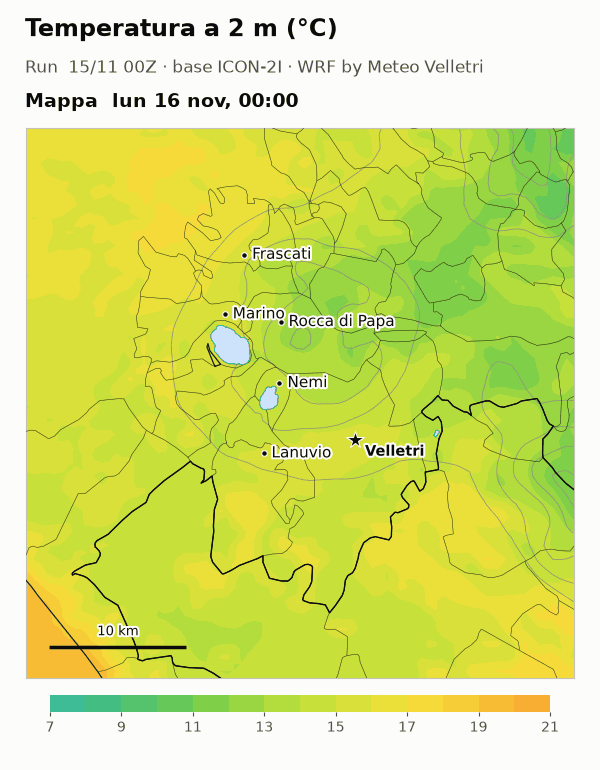 Temperatura a 2 m (°C)
Run  15/11 00Z · base ICON-2I · WRF by Meteo Velletri
Mappa  lun 16 nov, 00:00
Frascati
Marino
Rocca di Papa
Nemi
Velletri
Lanuvio
10 km
7 9 11 13 15 17 19 21